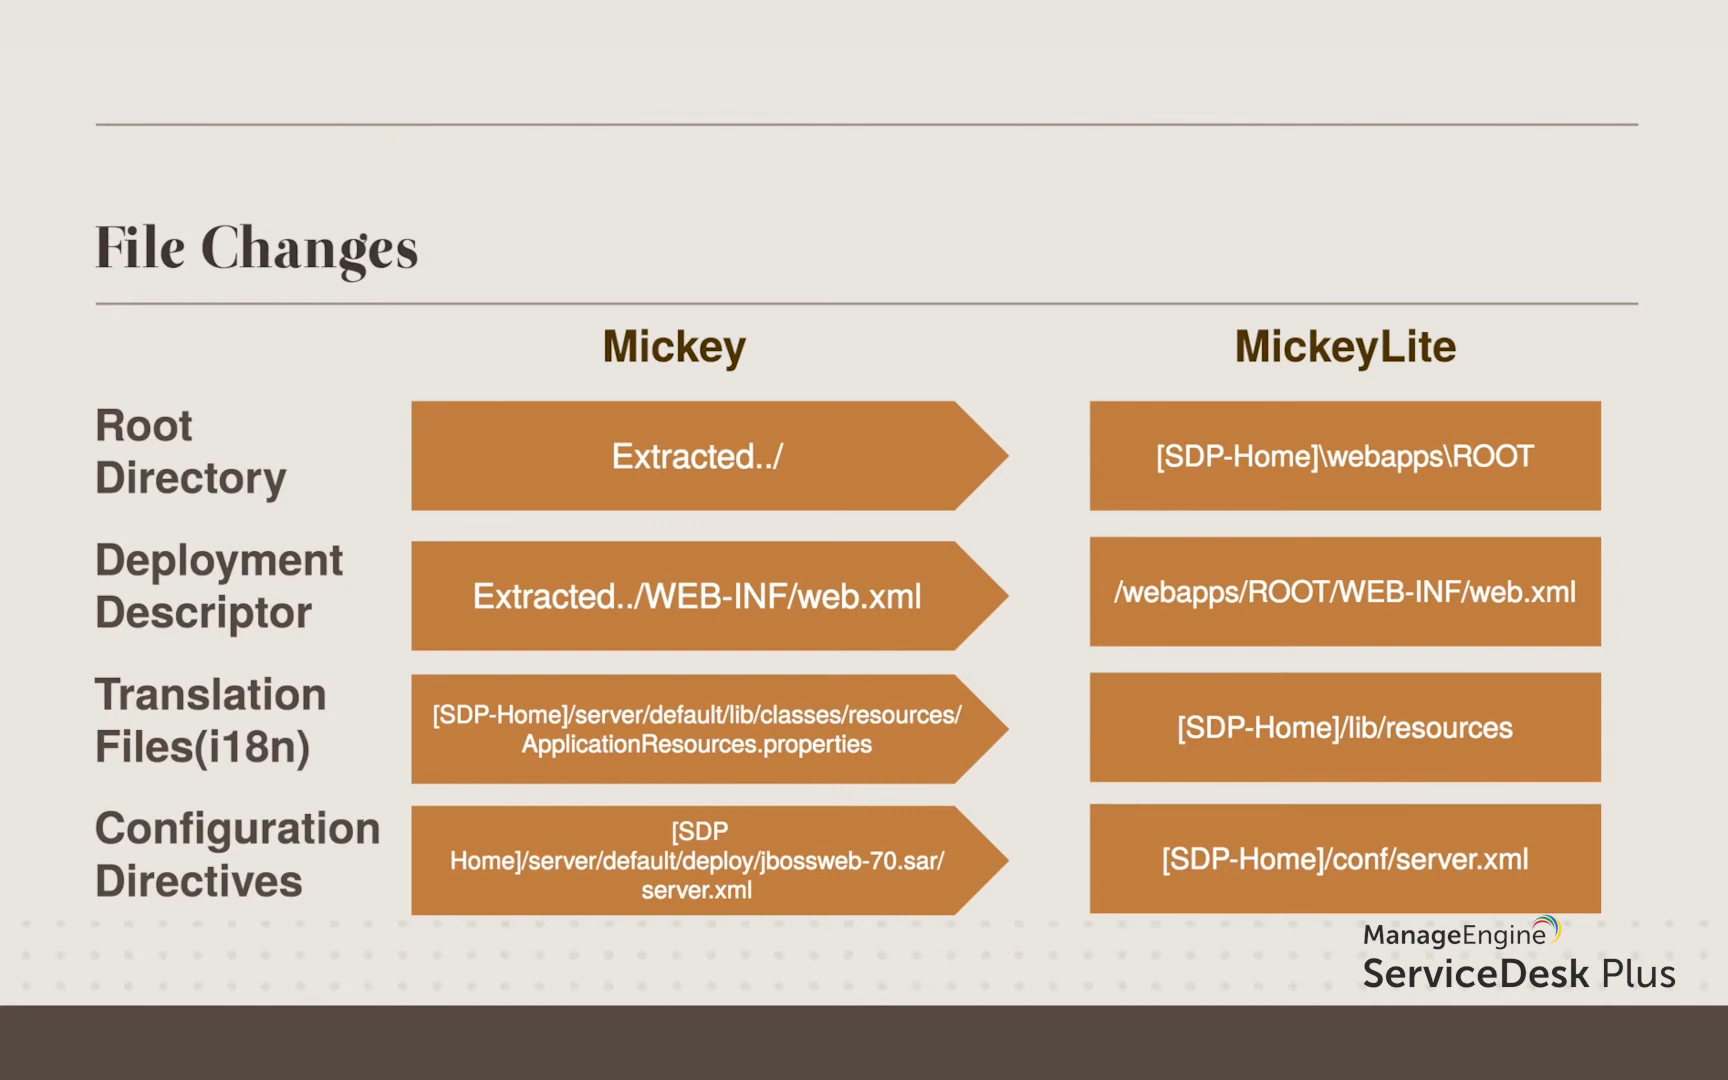 File Changes
Mickey
MickeyLite
Root
Directory
Extracted../
[SDP-Home]\webapps\ROOT
Deployment
Descriptor
Extracted../WEB-INF/web.xml
/webapps/ROOT/WEB-INF/web.xml
Translation
Files(i18n)
[SDP-Home]/server/default/lib/classes/resources/
ApplicationResources.properties
[SDP-Home]/lib/resources
Configuration
Directives
[SDP
Home]/server/default/deploy/jbossweb-70.sar/
server.xml
[SDP-Home]/conf/server.xml
ManageEngine
ServiceDesk Plus